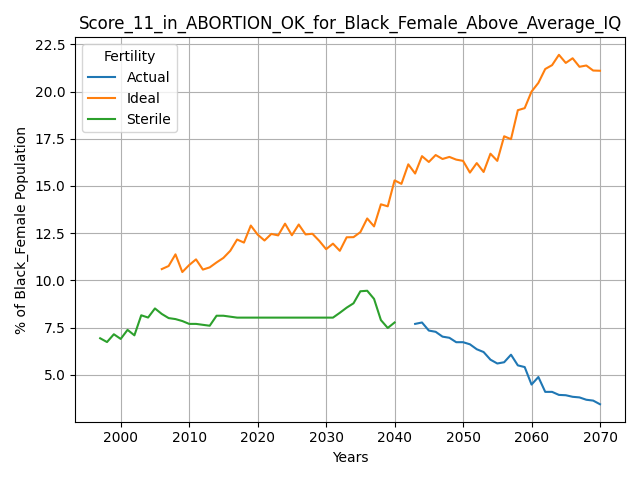 Score_11_in_ABORTION_OK_for_Black_Female_Above_Average_IQ
Fertility
Actual
Ideal
Sterile
% of Black_Female Population
22.5
20.0
17.5
15.0
12.5
10.0
7.5
5.0
2000 2010 2020 2030 2040 2050 2060 2070
Years